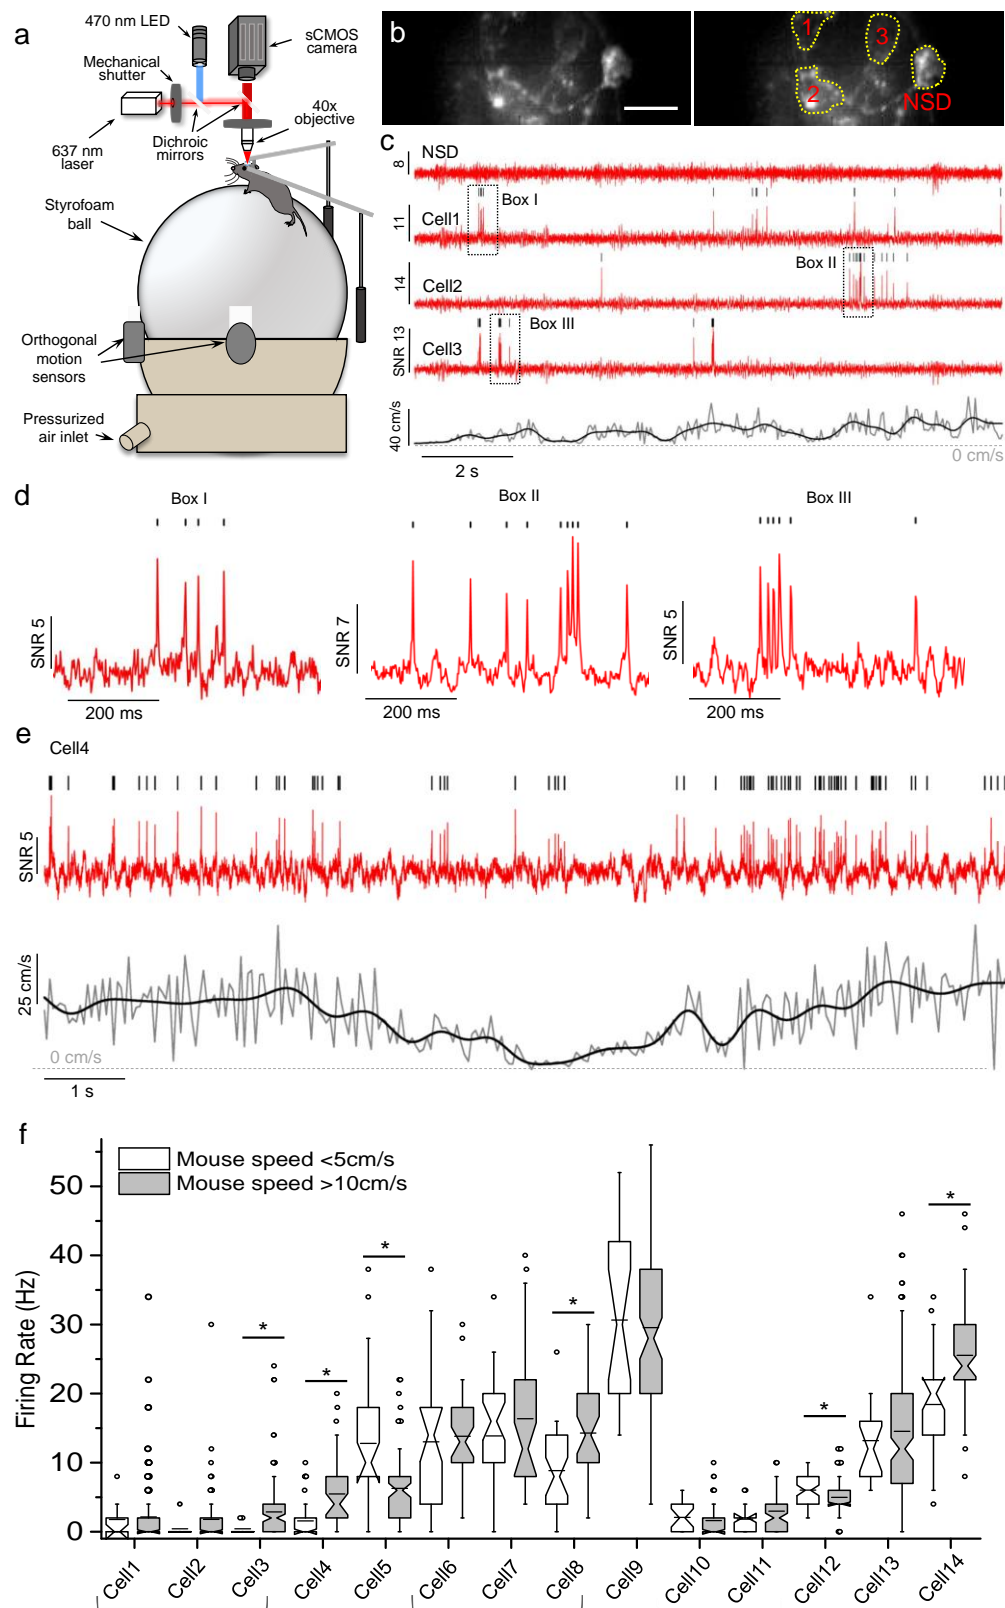 a
470 nm LED
sCMOS
camera
Mechanical
shutter
40x
objective
637 nm
laser
Dichroic
mirrors
Styrofoam
ball
Orthogonal
motion
sensors
Pressurized
air inlet
b
1
2
3
NSD
c
8
NSD
Box I
11
Cell1
Box II
14
Cell2
Box III
SNR 13
Cell3
40 cm/s
0 cm/s
2 s
d
Box I
Box II
Box III
SNR 5
SNR 7
SNR 5
200 ms
200 ms
200 ms
e
Cell4
SNR 5
25 cm/s
0 cm/s
1 s
f
Mouse speed <5cm/s
Mouse speed >10cm/s
Firing Rate (Hz)
50
40
30
20
10
0
*
*
*
*
*
*
Cell1
Cell2
Cell3
Cell4
Cell5
Cell6
Cell7
Cell8
Cell9
Cell10
Cell11
Cell12
Cell13
Cell14